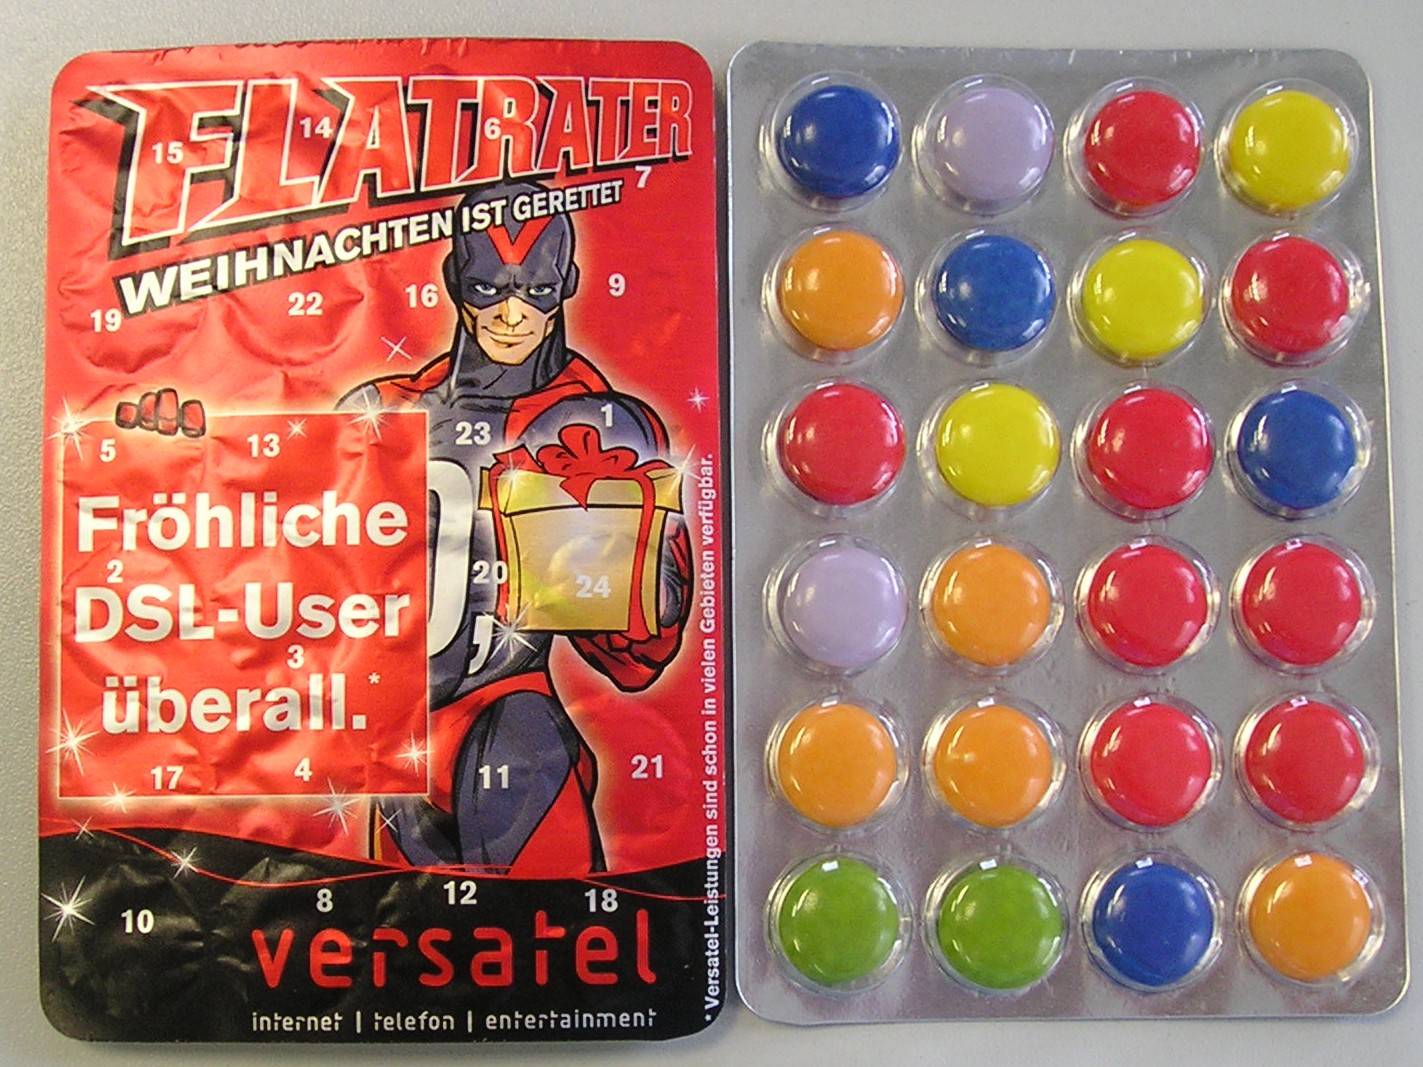 FLATRATER
WEIHNACHTEN IST GERETTET
15
14
6
7
19
22
16
9
5
13
23
1
Fröhliche
2
20
24
DSL-User
3
überall.*
17
4
11
21
8
12
18
10
versatel
internet | telefon | entertainment
* Versatel-Leistungen sind schon in vielen Gebieten verfügbar.
V
0,